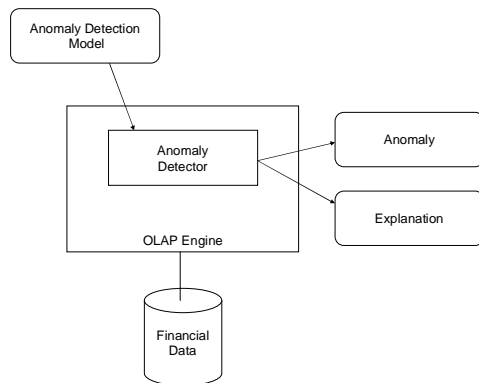 Anomaly Detection
Model
Anomaly
Detector
Anomaly
Explanation
OLAP Engine
Financial
Data